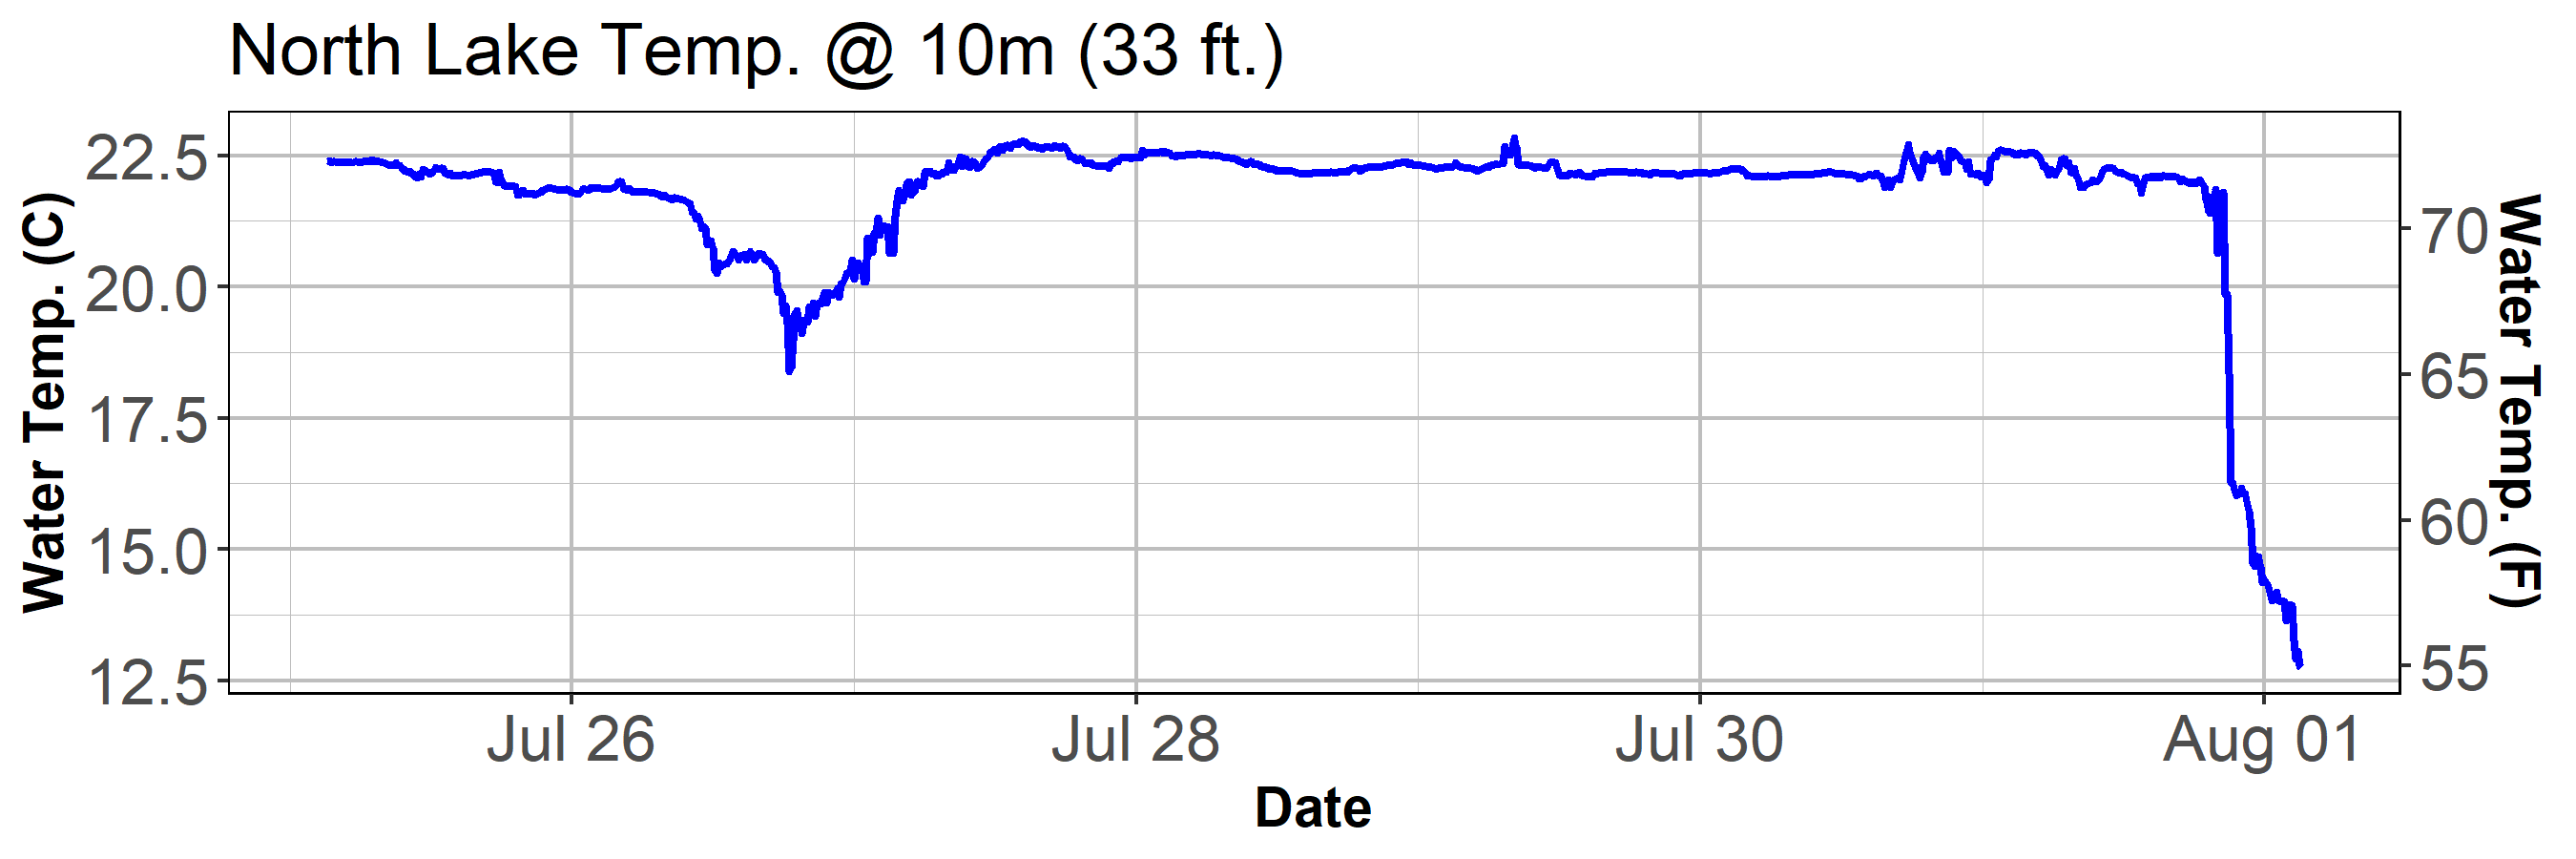 North Lake Temp. @ 10m (33 ft.)
Water Temp. (C)
22.5
20.0
17.5
15.0
12.5
70
65
60
55
Water Temp. (F)
Jul 26 Jul 28 Jul 30 Aug 01
Date